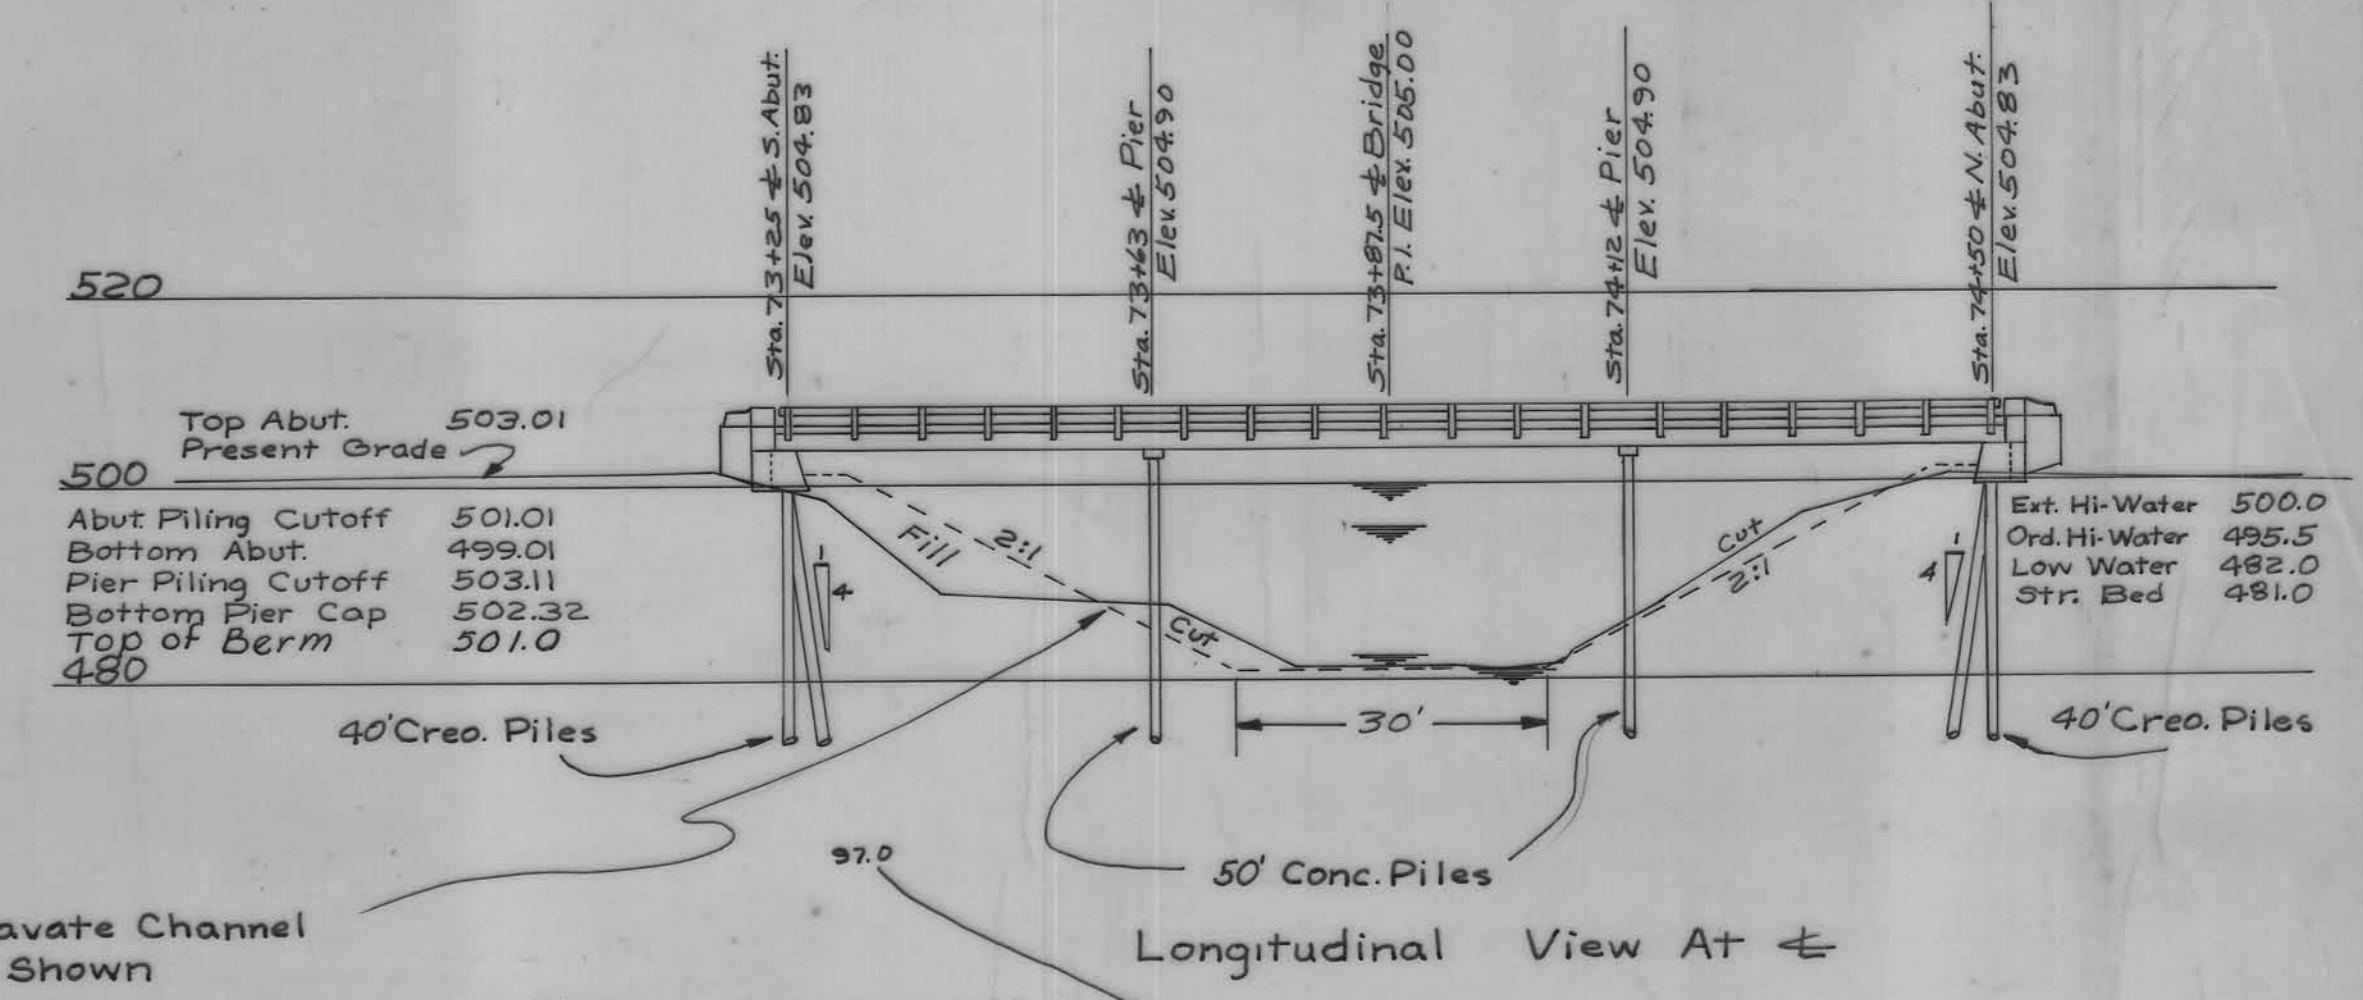 Sta. 73+25 ℄ S. Abut.
Elev. 504.83
Sta. 73+63 ℄ Pier
Elev. 504.90
Sta. 73+87.5 ℄ Bridge
P.I. Elev. 505.00
Sta. 74+12 ℄ Pier
Elev. 504.90
Sta. 74+50 ℄ N. Abut.
Elev. 504.83
520
Top Abut. 503.01
Present Grade
500
Abut. Piling Cutoff 501.01
Bottom Abut. 499.01
Pier Piling Cutoff 503.11
Bottom Pier Cap 502.32
Top of Berm 501.0
480
Fill
2:1
1
4
Cut
Cut
2:1
1
4
Ext. Hi-Water 500.0
Ord. Hi-Water 495.5
Low Water 482.0
Str. Bed 481.0
40' Creo. Piles
30'
40' Creo. Piles
97.0
50' Conc. Piles
avate Channel
Shown
Longitudinal View At ℄